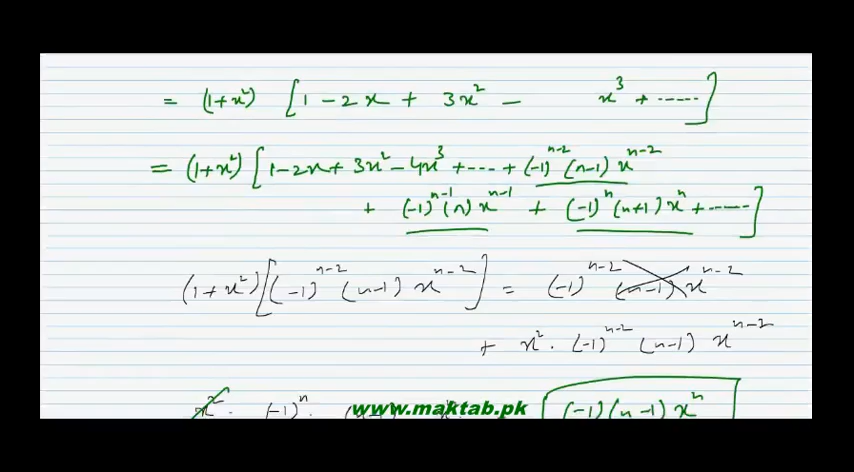 = (1+x²) [1 - 2x + 3x² - x³ + -----]
= (1+x²) [1-2x+3x²-4x³ + ---- + (-1)ⁿ⁻² (n-1) xⁿ⁻²
+ (-1)ⁿ⁻¹ (n) xⁿ⁻¹ + (-1)ⁿ (n+1) xⁿ + -----]
(1+x²) [(-1)ⁿ⁻² (n-1) xⁿ⁻²] = (-1)ⁿ⁻² (n-1) xⁿ⁻²
+ x² · (-1)ⁿ⁻² (n-1) xⁿ⁻²
x² · (-1)ⁿ · (-1)(n-1) xⁿ
www.maktab.pk